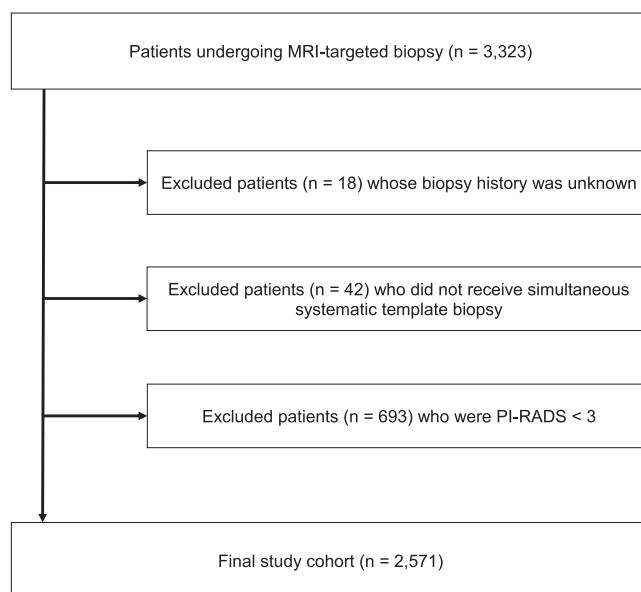 Patients undergoing MRI-targeted biopsy (n = 3,323)
Excluded patients (n = 18) whose biopsy history was unknown
Excluded patients (n = 42) who did not receive simultaneous
systematic template biopsy
Excluded patients (n = 693) who were PI-RADS < 3
Final study cohort (n = 2,571)